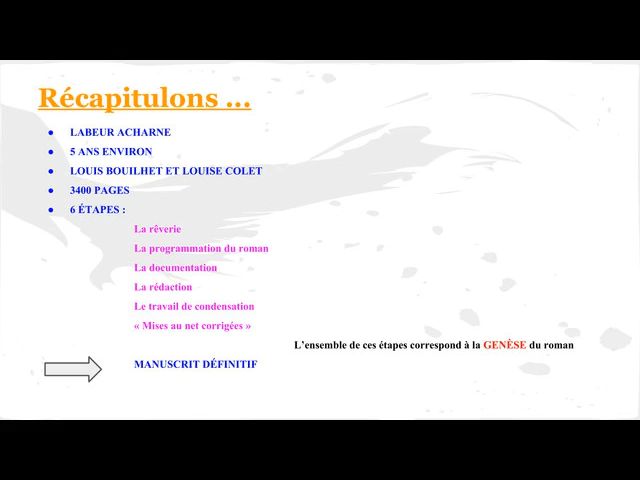 Récapitulons ...
● LABEUR ACHARNE
● 5 ANS ENVIRON
● LOUIS BOUILHET ET LOUISE COLET
● 3400 PAGES
● 6 ÉTAPES :
La rêverie
La programmation du roman
La documentation
La rédaction
Le travail de condensation
« Mises au net corrigées »
L’ensemble de ces étapes correspond à la GENÈSE du roman
MANUSCRIT DÉFINITIF